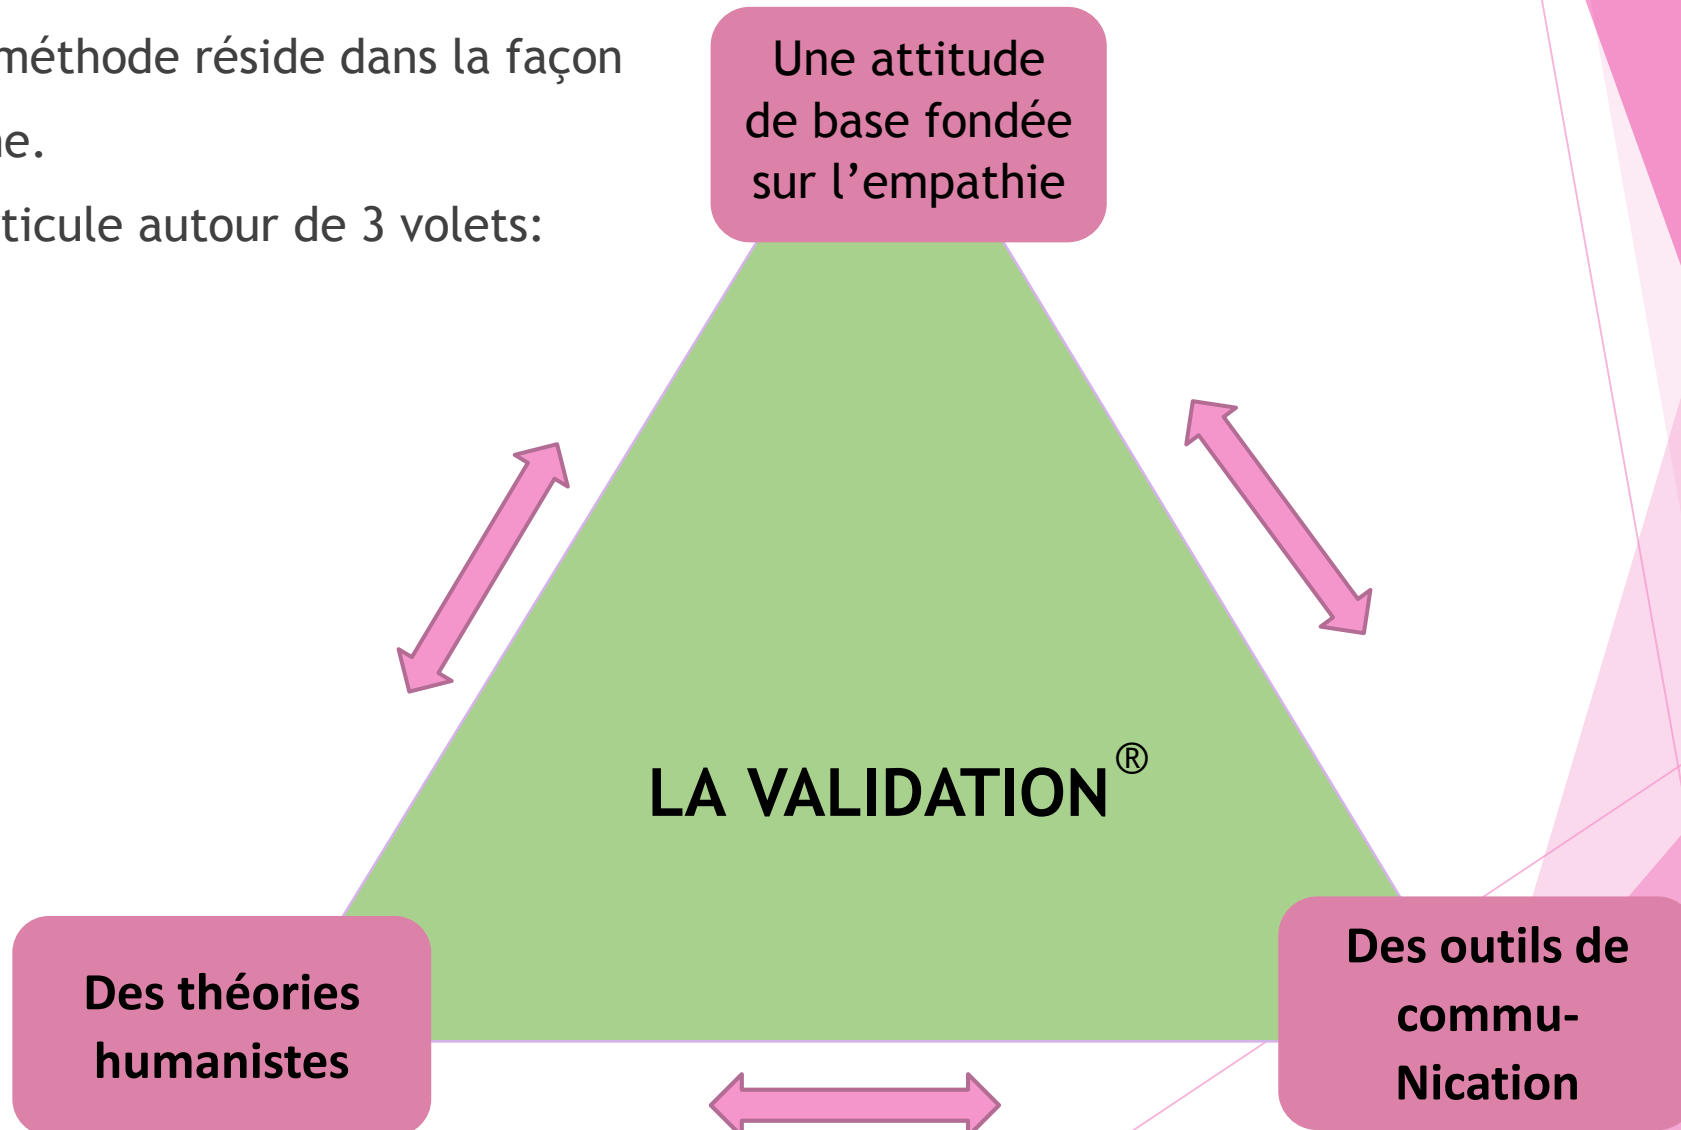 méthode réside dans la façon
ne.
ticule autour de 3 volets:
Une attitude
de base fondée
sur l’empathie
LA VALIDATION®
Des théories
humanistes
Des outils de
commu-
Nication